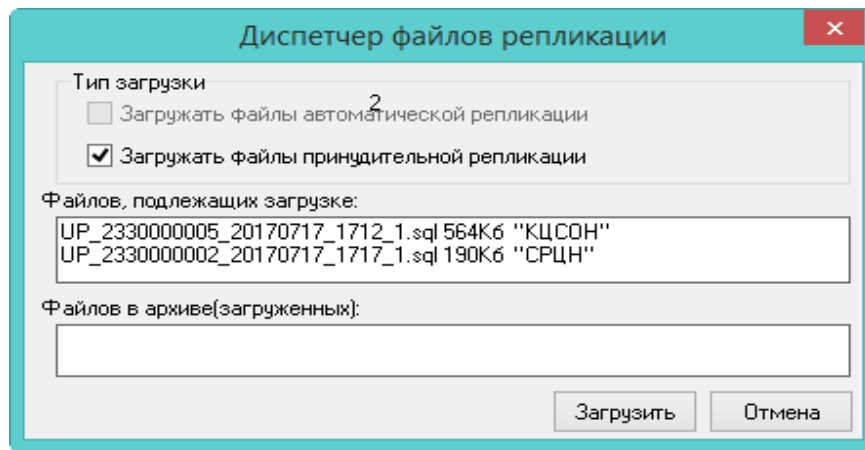 Диспетчер файлов репликации
Тип загрузки
2
Загружать файлы автоматической репликации
Загружать файлы принудительной репликации
Файлов, подлежащих загрузке:
UP_2330000005_20170717_1712_1.sql 564Кб "КЦСОН"
UP_2330000002_20170717_1717_1.sql 190Кб "СРЦН"
Файлов в архиве(загруженных):
Загрузить
Отмена